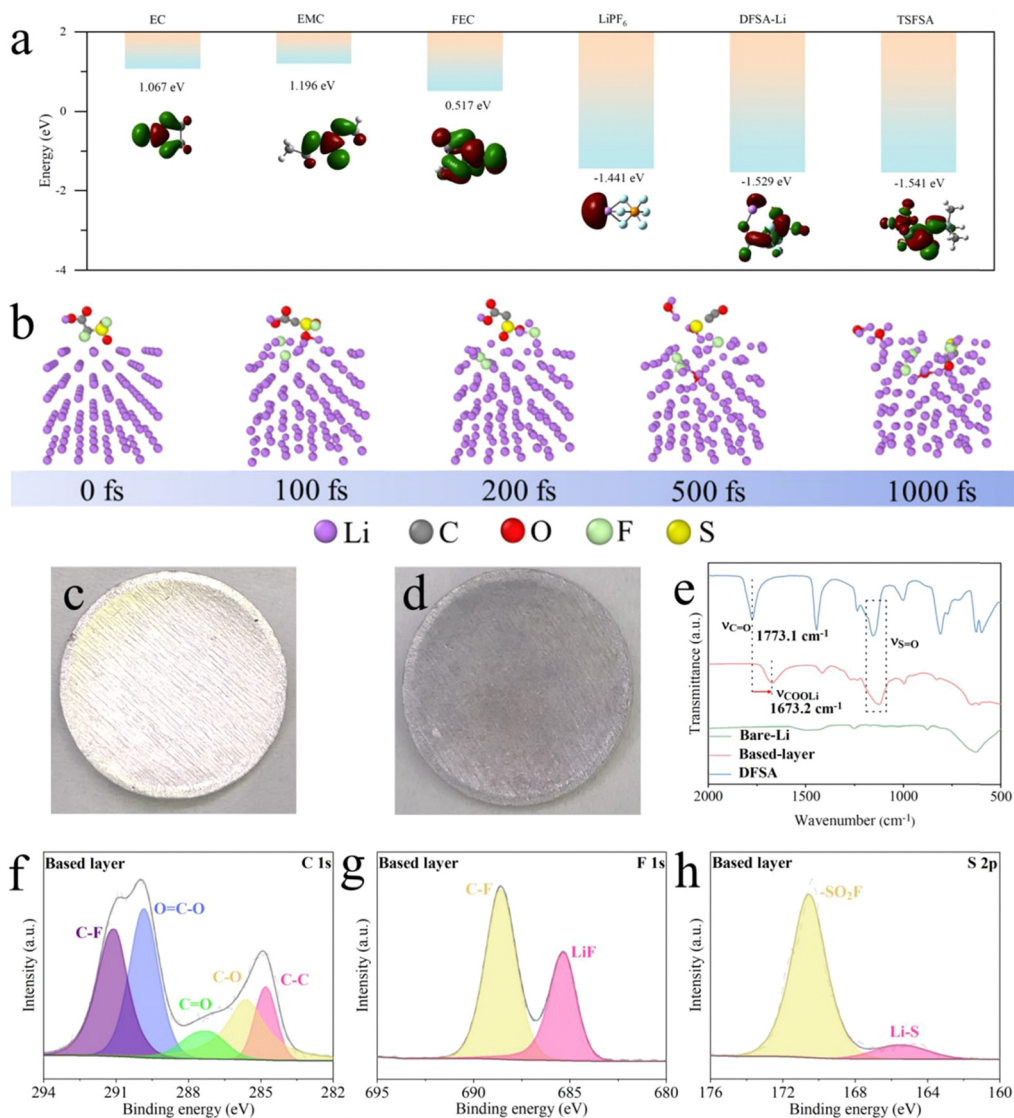 a
EC EMC FEC LiPF₆ DFSA-Li TSFSA
Energy (eV)
2
0
-2
-4
1.067 eV 1.196 eV 0.517 eV -1.441 eV -1.529 eV -1.541 eV
b
0 fs 100 fs 200 fs 500 fs 1000 fs
Li C O F S
c
d
e
Transmittance (a.u.)
νC=O 1773.1 cm⁻¹
νS=O
νCOOLi
1673.2 cm⁻¹
Bare-Li
Based-layer
DFSA
2000 1500 1000 500
Wavenumber (cm⁻¹)
f
Based layer C 1s
Intensity (a.u.)
C-F
O=C-O
C=O
C-O
C-C
294 291 288 285 282
Binding energy (eV)
g
Based layer F 1s
Intensity (a.u.)
C-F
LiF
695 690 685 680
Binding energy (eV)
h
Based layer S 2p
Intensity (a.u.)
-SO₂F
Li-S
176 172 168 164 160
Binding energy (eV)